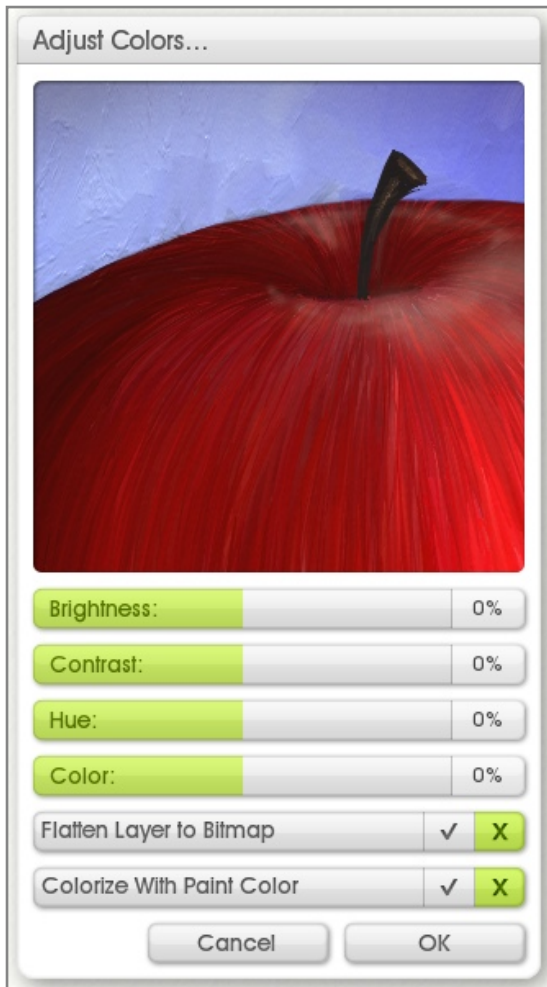 Adjust Colors...
Brightness: 0%
Contrast: 0%
Hue: 0%
Color: 0%
Flatten Layer to Bitmap ✓ X
Colorize With Paint Color ✓ X
Cancel OK